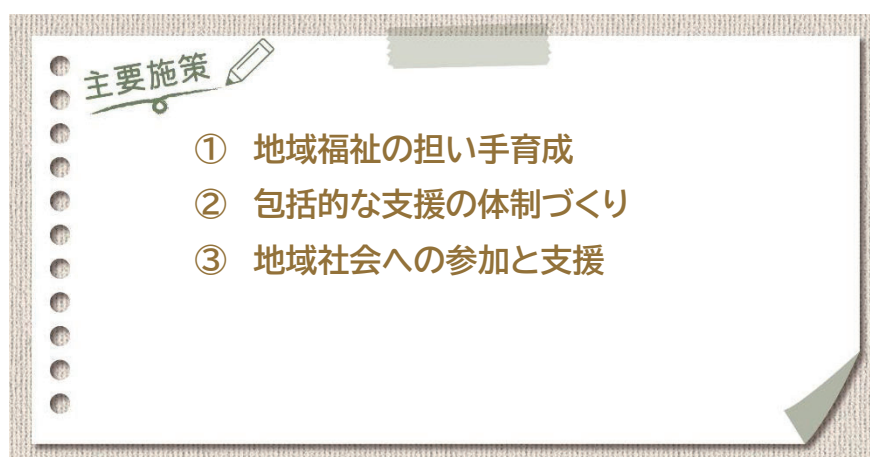 主要施策
① 地域福祉の担い手育成
② 包括的な支援の体制づくり
③ 地域社会への参加と支援